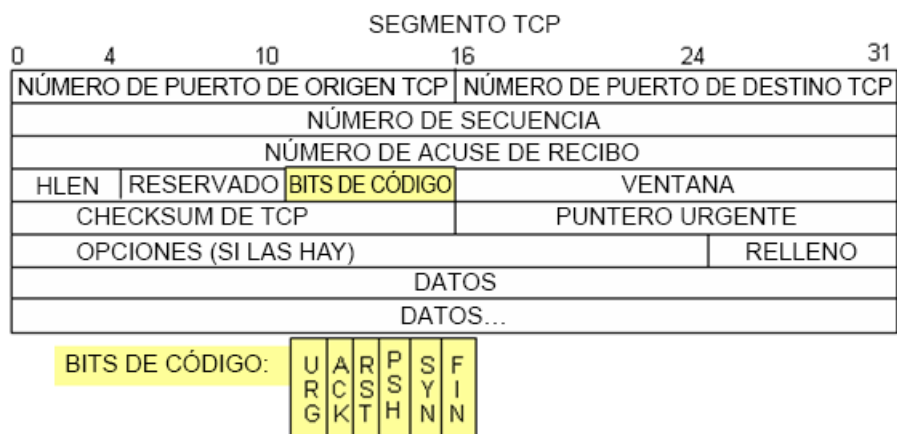 SEGMENTO TCP
0 4 10 16 24 31
NÚMERO DE PUERTO DE ORIGEN TCP NÚMERO DE PUERTO DE DESTINO TCP
NÚMERO DE SECUENCIA
NÚMERO DE ACUSE DE RECIBO
HLEN RESERVADO BITS DE CÓDIGO VENTANA
CHECKSUM DE TCP PUNTERO URGENTE
OPCIONES (SI LAS HAY) RELLENO
DATOS
DATOS...
BITS DE CÓDIGO: URG ACK RST PSH SYN FIN